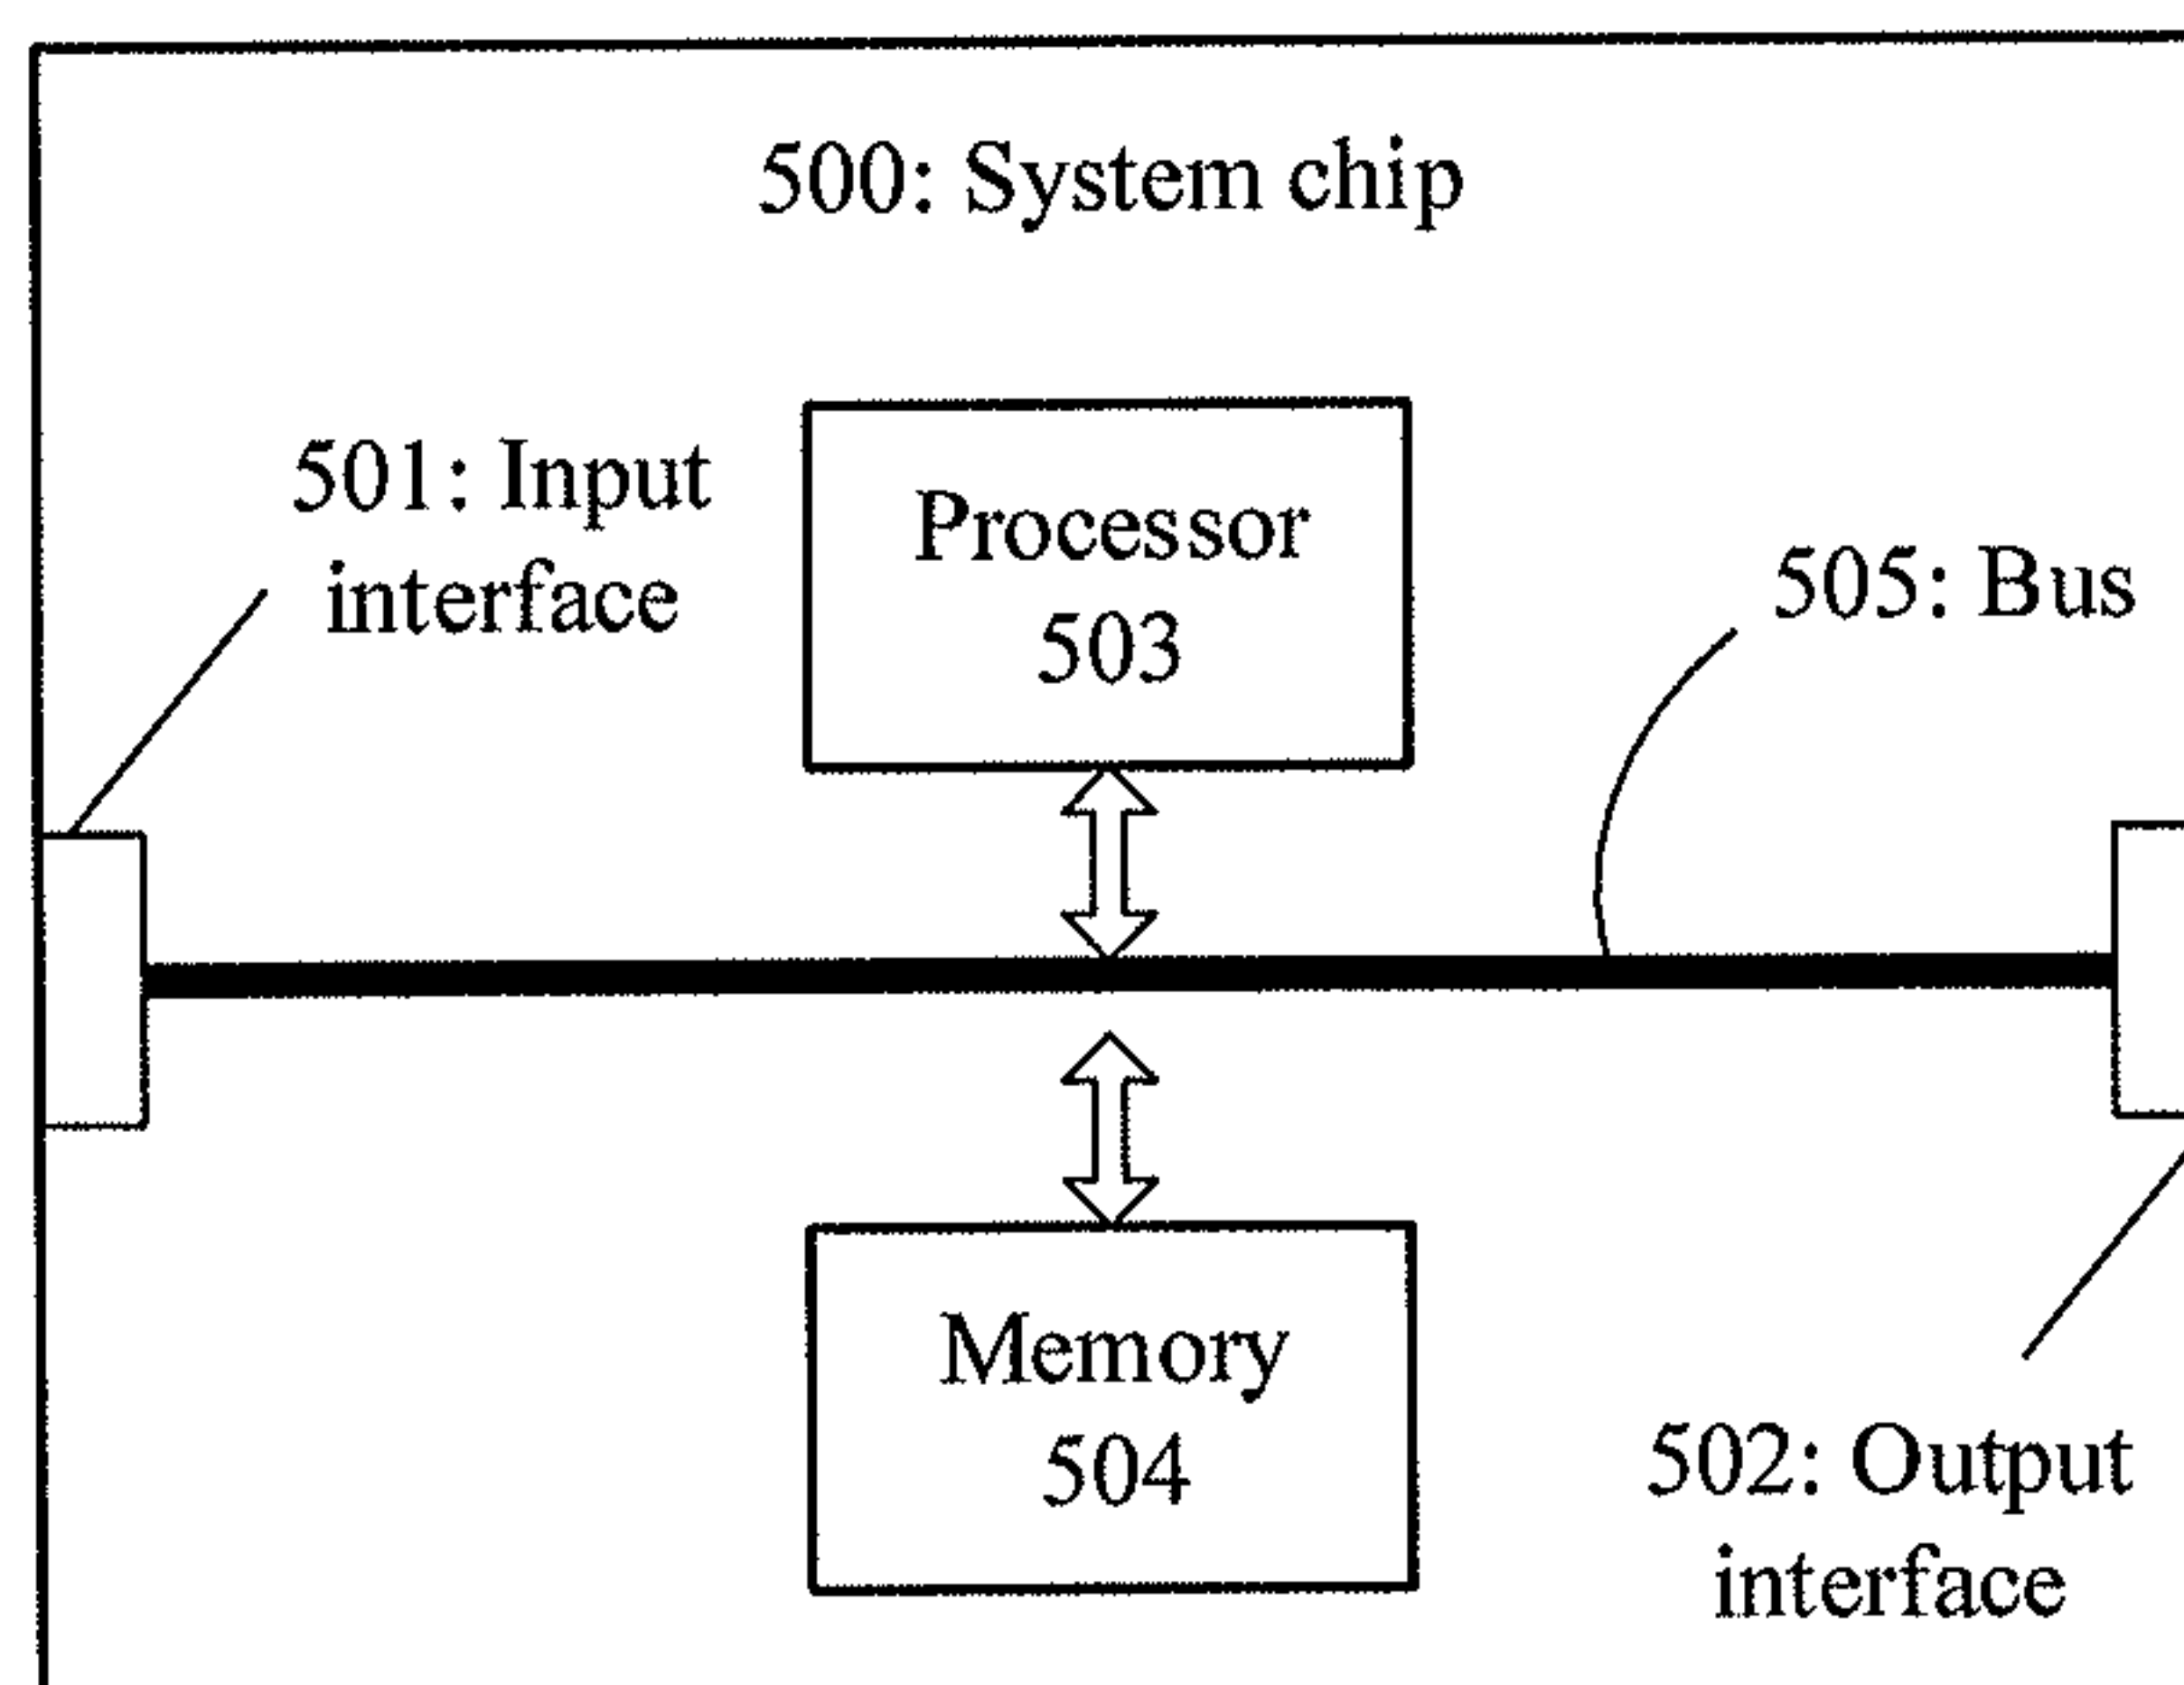 500: System chip
501: Input
interface
Processor
503
505: Bus
Memory
504
502: Output
interface